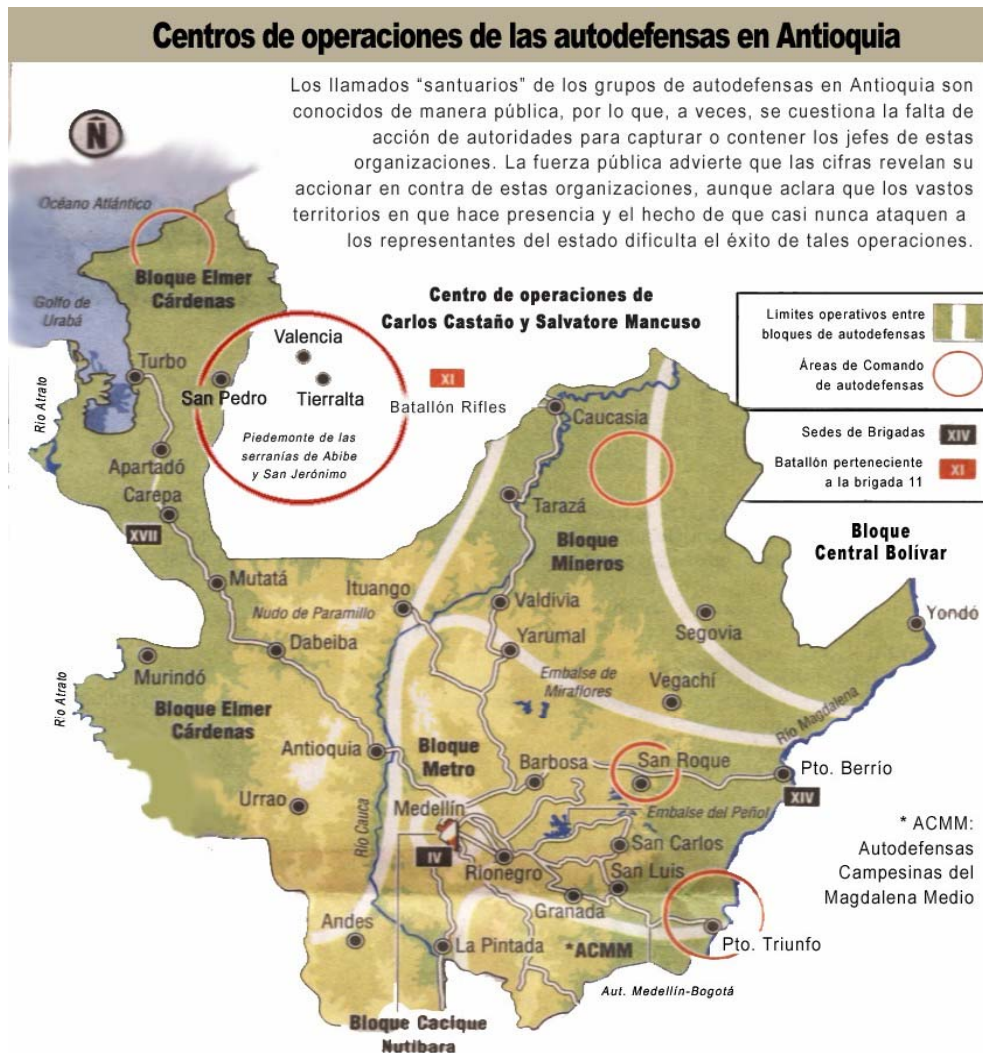 Centros de operaciones de las autodefensas en Antioquia
Los llamados “santuarios” de los grupos de autodefensas en Antioquia son
conocidos de manera pública, por lo que, a veces, se cuestiona la falta de
acción de autoridades para capturar o contener los jefes de estas
organizaciones. La fuerza pública advierte que las cifras revelan su
accionar en contra de estas organizaciones, aunque aclara que los vastos
territorios en que hace presencia y el hecho de que casi nunca ataquen a
los representantes del estado dificulta el éxito de tales operaciones.
N
Océano Atlántico
Bloque Elmer
Cárdenas
Golfo de
Urabá
Centro de operaciones de
Carlos Castaño y Salvatore Mancuso
Limites operativos entre
bloques de autodefensas
Áreas de Comando
de autodefensas
Sedes de Brigadas
XIV
Batallón perteneciente
a la brigada 11
XI
Valencia
Turbo
San Pedro
Tierralta
XI
Batallón Rifles
Rio Atrato
Piedemonte de las
serranías de Abibe
y San Jerónimo
Caucasia
Apartadó
Carepa
XVII
Tarazá
Bloque
Mineros
Bloque
Central Bolívar
Mutatá
Ituango
Nudo de Paramillo
Valdivia
Segovia
Yondó
Dabeiba
Yarumal
Murindó
Rio Atrato
Embalse de
Miraflores
Vegachí
Río Magdalena
Bloque Elmer
Cárdenas
Antioquia
Bloque
Metro
Barbosa
San Roque
Pto. Berrío
XIV
Urrao
Río Cauca
Medellín
Embalse del Peñol
IV
Rionegro
San Carlos
San Luis
Granada
* ACMM:
Autodefensas
Campesinas del
Magdalena Medio
Andes
La Pintada
*ACMM
Pto. Triunfo
Aut. Medellín-Bogotá
Bloque Cacique
Nutibara